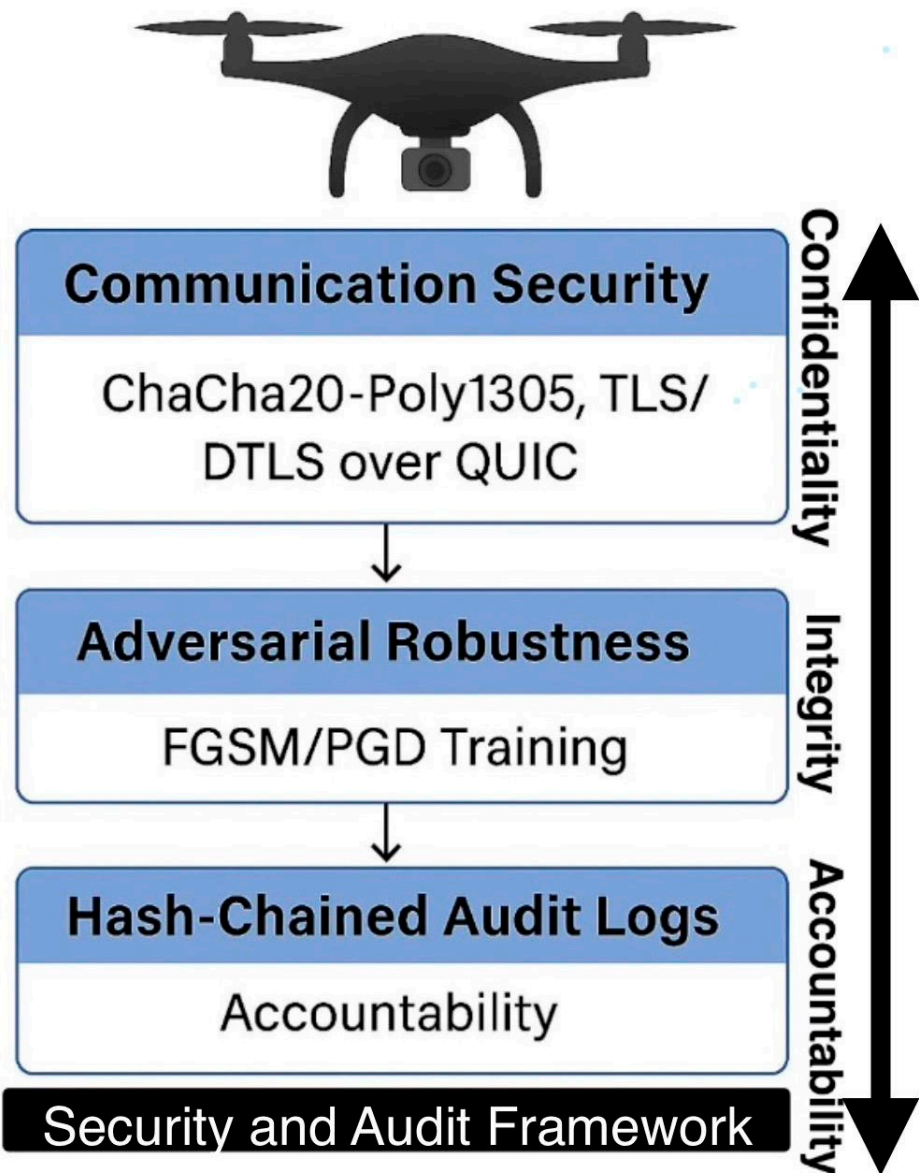 Communication Security
ChaCha20-Poly1305, TLS/
DTLS over QUIC
Confidentiality
Adversarial Robustness
FGSM/PGD Training
Integrity
Hash-Chained Audit Logs
Accountability
Accountability
Security and Audit Framework